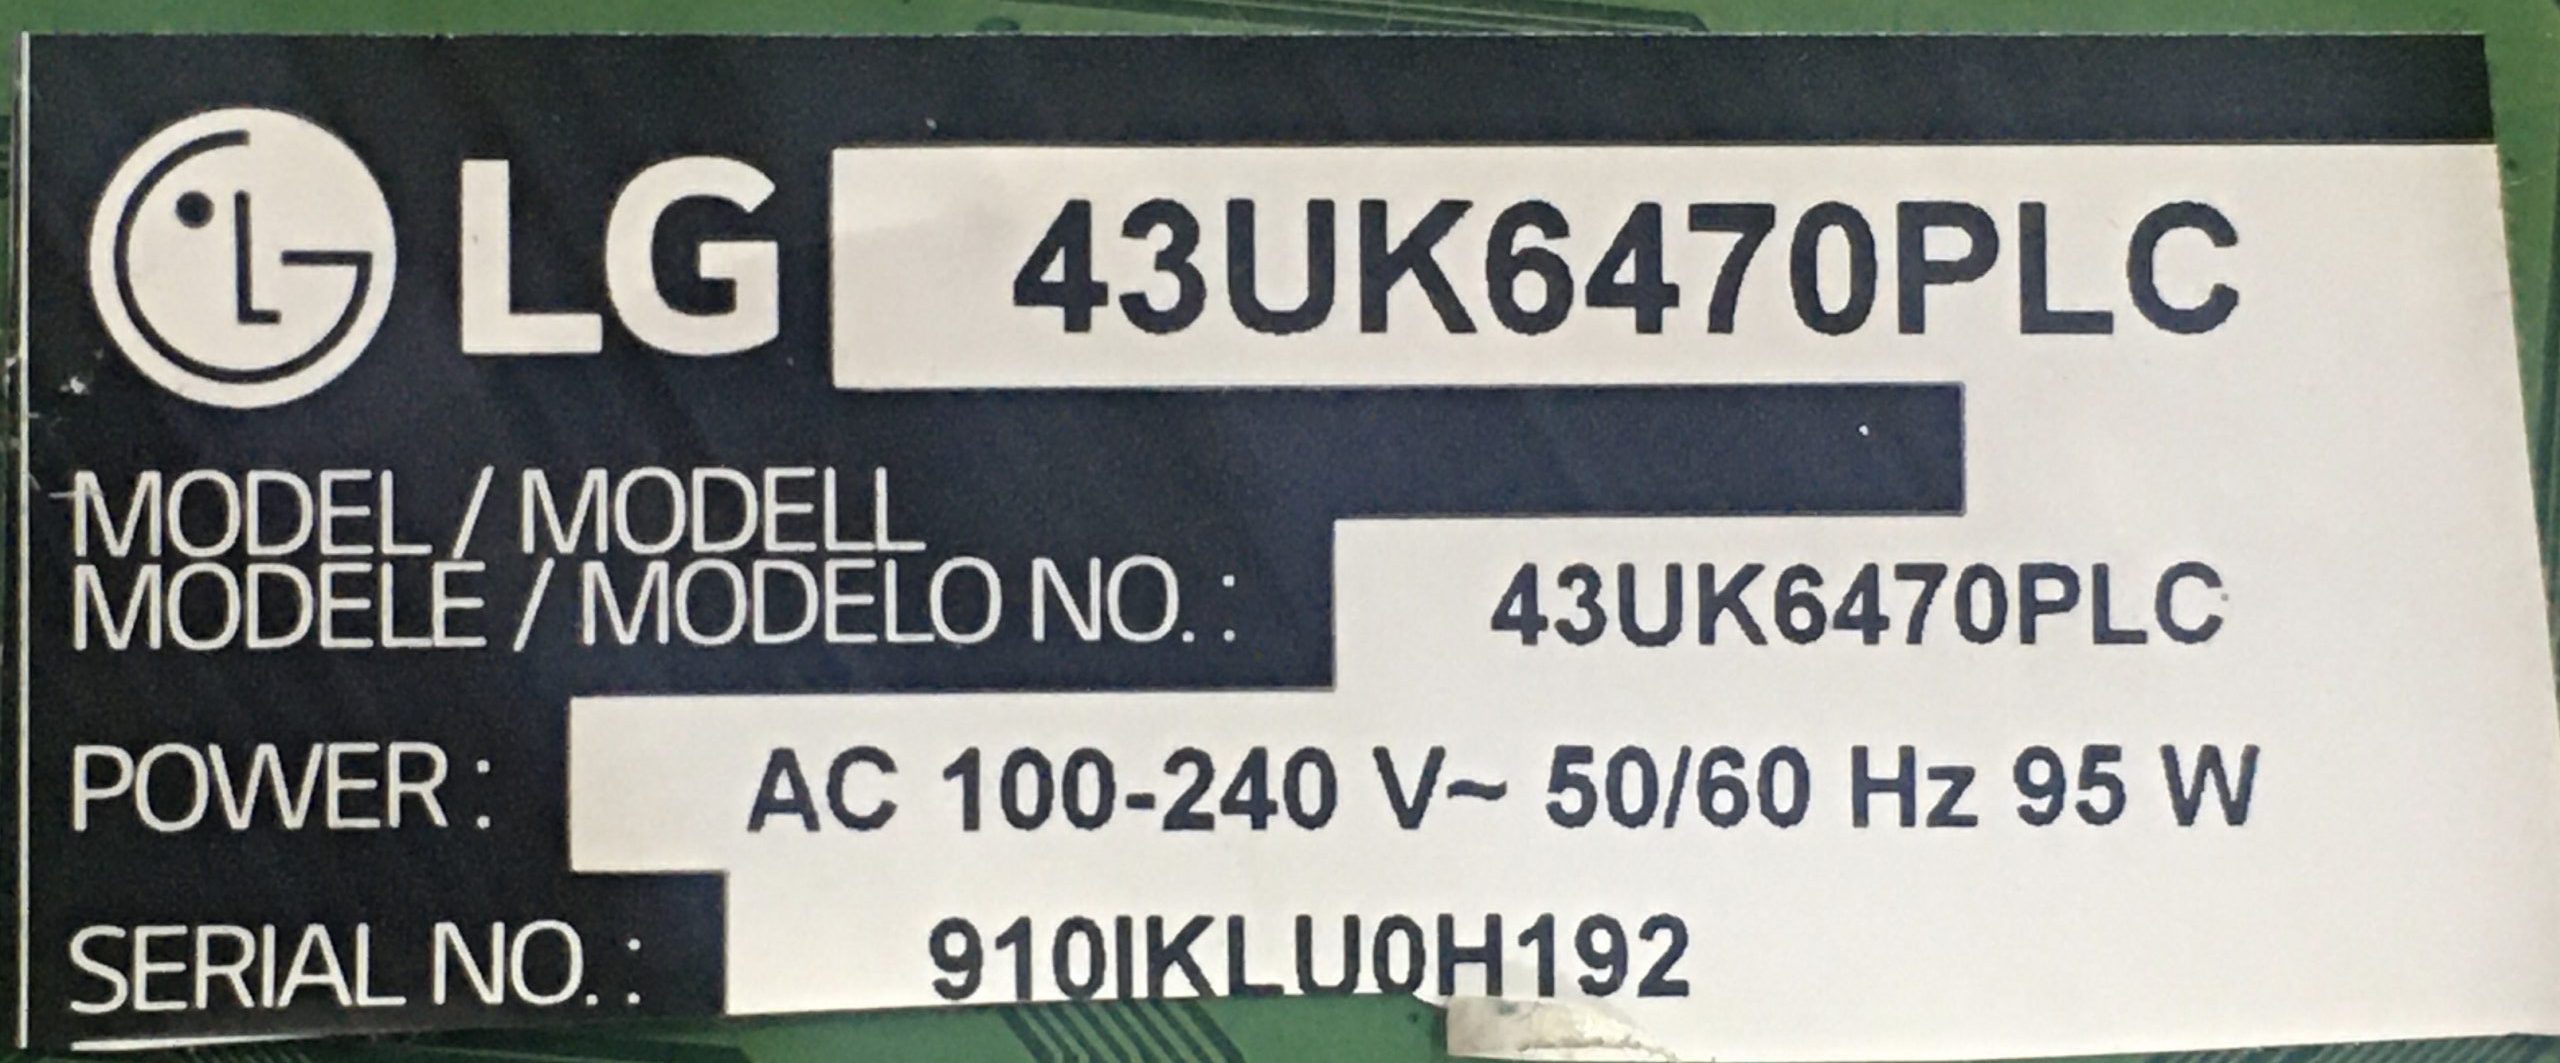 LG 43UK6470PLC
MODEL / MODELL
MODELE / MODELO NO. : 43UK6470PLC
POWER : AC 100-240 V~ 50/60 Hz 95 W
SERIAL NO. : 910IKLU0H192